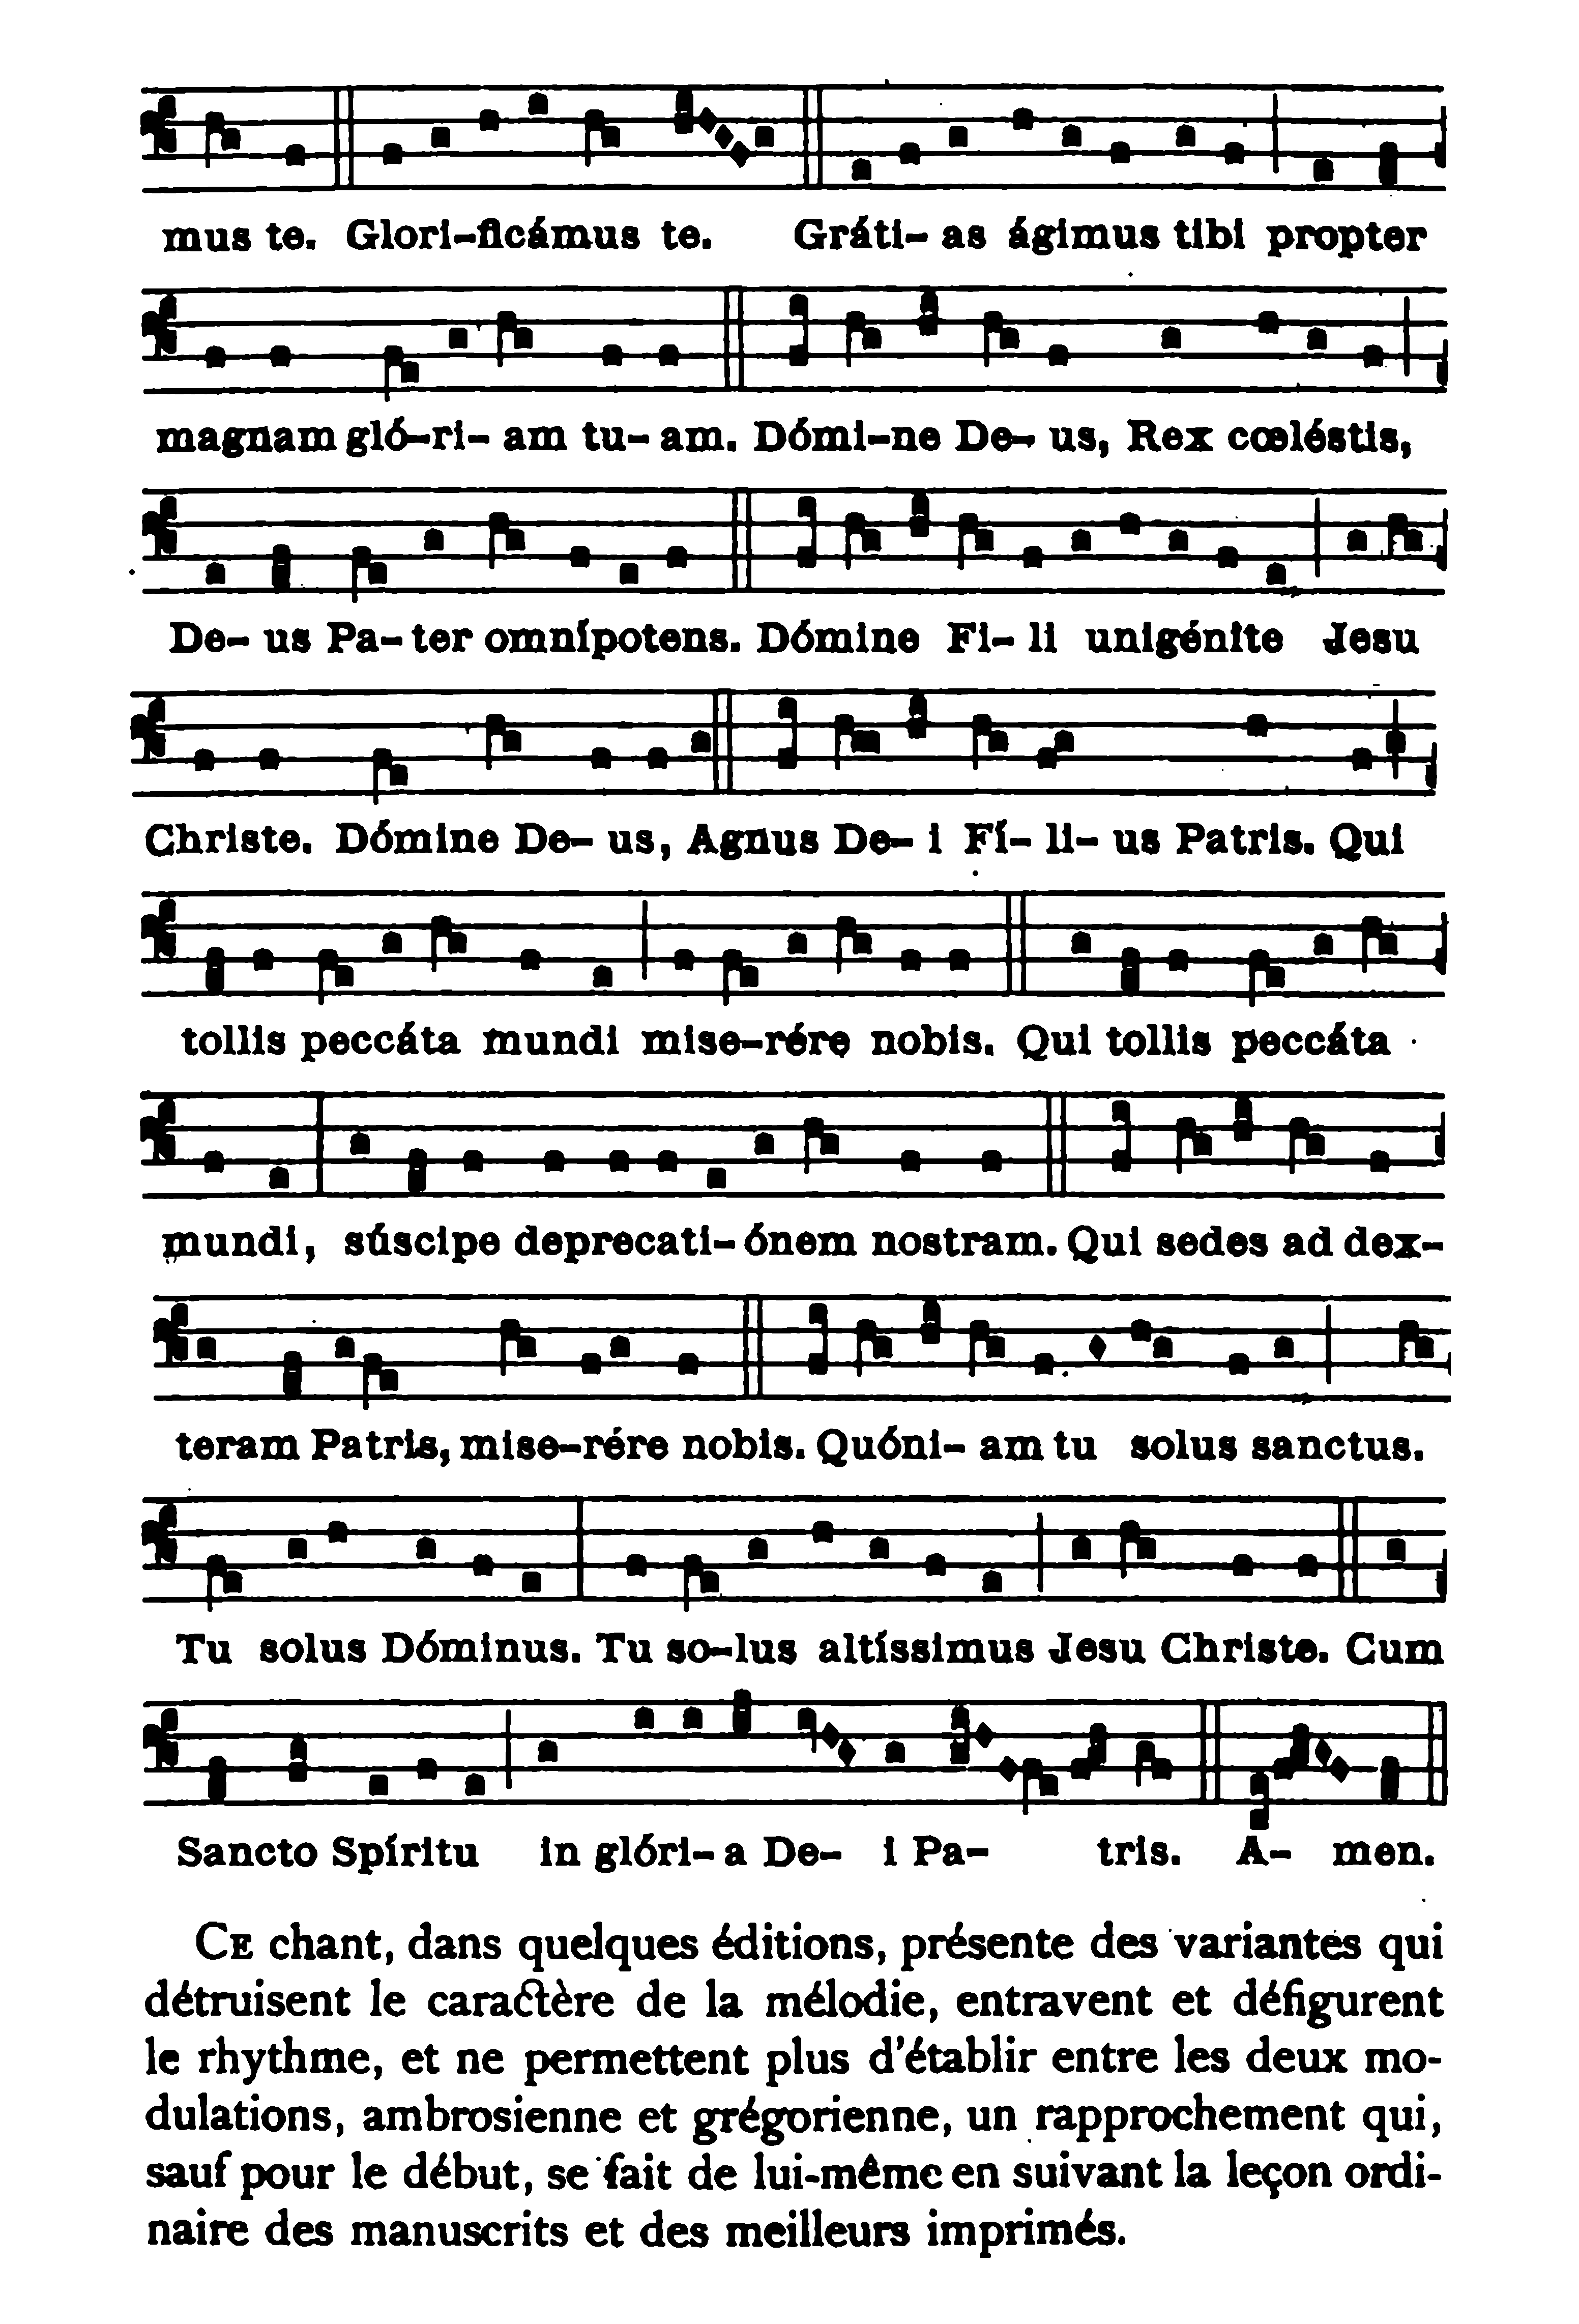 mus te. Glori-ficámus te. Gráti- as ágimus tibi propter
magnam gló-ri- am tu- am. Dómi-ne De- us, Rex cœléstis,
De- us Pa- ter omnípotens. Dómine Fi- li unigénite Jesu
Christe. Dómine De- us, Agnus De- i Fí- li- us Patris. Qui
tollis peccáta mundi mise-rére nobis. Qui tollis peccáta
mundi, súscipe deprecati- ónem nostram. Qui sedes ad dex-
teram Patris, mise-rére nobis. Quóni- am tu solus sanctus.
Tu solus Dóminus. Tu so-lus altíssimus Jesu Christe. Cum
Sancto Spíritu in glóri- a De- i Pa- tris. A- men.
CE chant, dans quelques éditions, présente des variantes qui
détruisent le caractère de la mélodie, entravent et défigurent
le rhythme, et ne permettent plus d'établir entre les deux mo-
dulations, ambrosienne et grégorienne, un rapprochement qui,
sauf pour le début, se fait de lui-même en suivant la leçon ordi-
naire des manuscrits et des meilleurs imprimés.